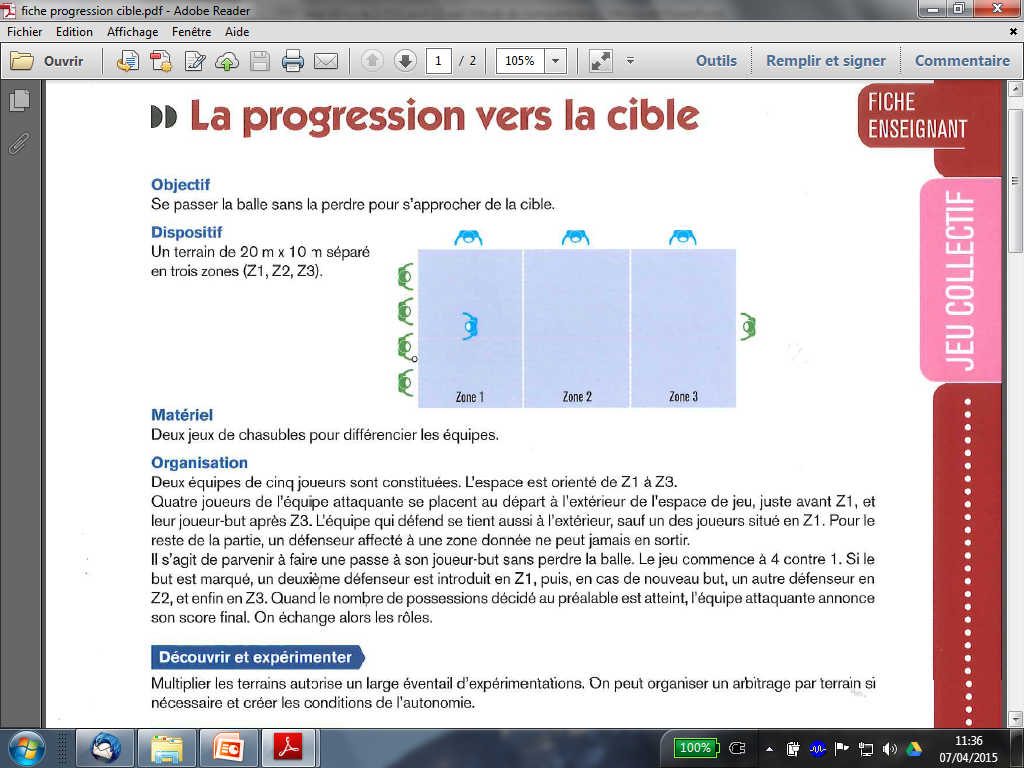 fiche progression cible.pdf - Adobe Reader
Fichier Edition Affichage Fenêtre Aide
Ouvrir 1 / 2 105% Outils Remplir et signer Commentaire
La progression vers la cible
FICHE
ENSEIGNANT
JEU COLLECTIF
Objectif
Se passer la balle sans la perdre pour s'approcher de la cible.
Dispositif
Un terrain de 20 m x 10 m séparé
en trois zones (Z1, Z2, Z3).
Zone 1 Zone 2 Zone 3
Matériel
Deux jeux de chasubles pour différencier les équipes.
Organisation
Deux équipes de cinq joueurs sont constituées. L'espace est orienté de Z1 à Z3.
Quatre joueurs de l'équipe attaquante se placent au départ à l'extérieur de l'espace de jeu, juste avant Z1, et
leur joueur-but après Z3. L'équipe qui défend se tient aussi à l'extérieur, sauf un des joueurs situé en Z1. Pour le
reste de la partie, un défenseur affecté à une zone donnée ne peut jamais en sortir.
Il s'agit de parvenir à faire une passe à son joueur-but sans perdre la balle. Le jeu commence à 4 contre 1. Si le
but est marqué, un deuxième défenseur est introduit en Z1, puis, en cas de nouveau but, un autre défenseur en
Z2, et enfin en Z3. Quand le nombre de possessions décidé au préalable est atteint, l'équipe attaquante annonce
son score final. On échange alors les rôles.
Découvrir et expérimenter
Multiplier les terrains autorise un large éventail d'expérimentations. On peut organiser un arbitrage par terrain si
nécessaire et créer les conditions de l'autonomie.
100% 11:36
07/04/2015